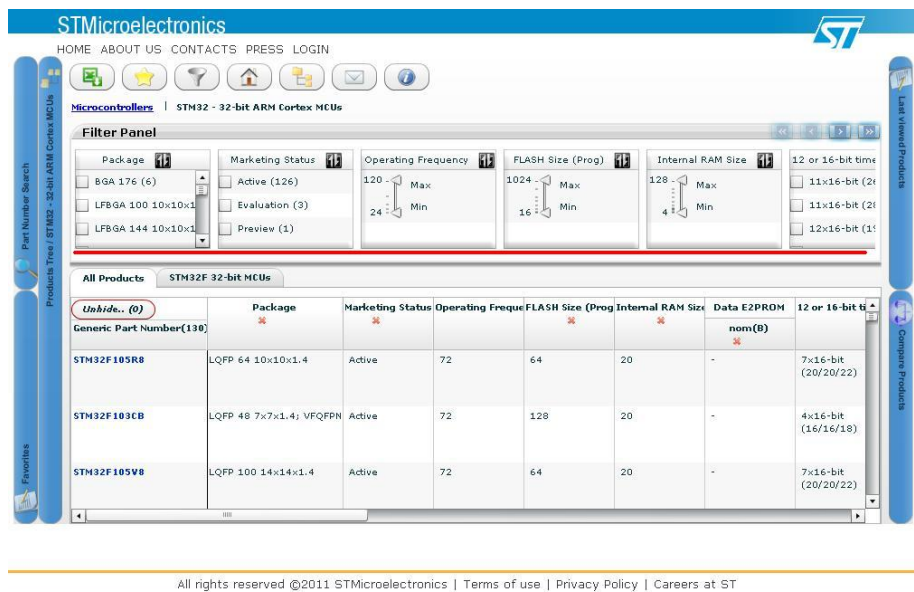 STMicroelectronics
ST
HOME ABOUT US CONTACTS PRESS LOGIN
Microcontrollers | STM32 - 32-bit ARM Cortex MCUs
Filter Panel
Package Marketing Status Operating Frequency FLASH Size (Prog) Internal RAM Size 12 or 16-bit time
BGA 176 (6) Active (126) 120 Max 1024 Max 128 Max 11x16-bit (26
LFBGA 100 10x10x1 Evaluation (3) 24 Min 16 Min 4 Min 11x16-bit (28
LFBGA 144 10x10x1 Preview (1) 12x16-bit (19
All Products STM32F 32-bit MCUs
Unhide.. (0) Package Marketing Status Operating Freque FLASH Size (Prog Internal RAM Size Data E2PROM 12 or 16-bit ti
Generic Part Number(130) nom(B)
STM32F105R8 LQFP 64 10x10x1.4 Active 72 64 20 - 7x16-bit
(20/20/22)
STM32F103CB LQFP 48 7x7x1.4; VFQFPN Active 72 128 20 - 4x16-bit
(16/16/18)
STM32F105V8 LQFP 100 14x14x1.4 Active 72 64 20 - 7x16-bit
(20/20/22)
Part Number Search
Favorites
Products Tree / STM32 - 32-bit ARM Cortex MCUs
Last viewed Products
Compare Products
All rights reserved ©2011 STMicroelectronics | Terms of use | Privacy Policy | Careers at ST